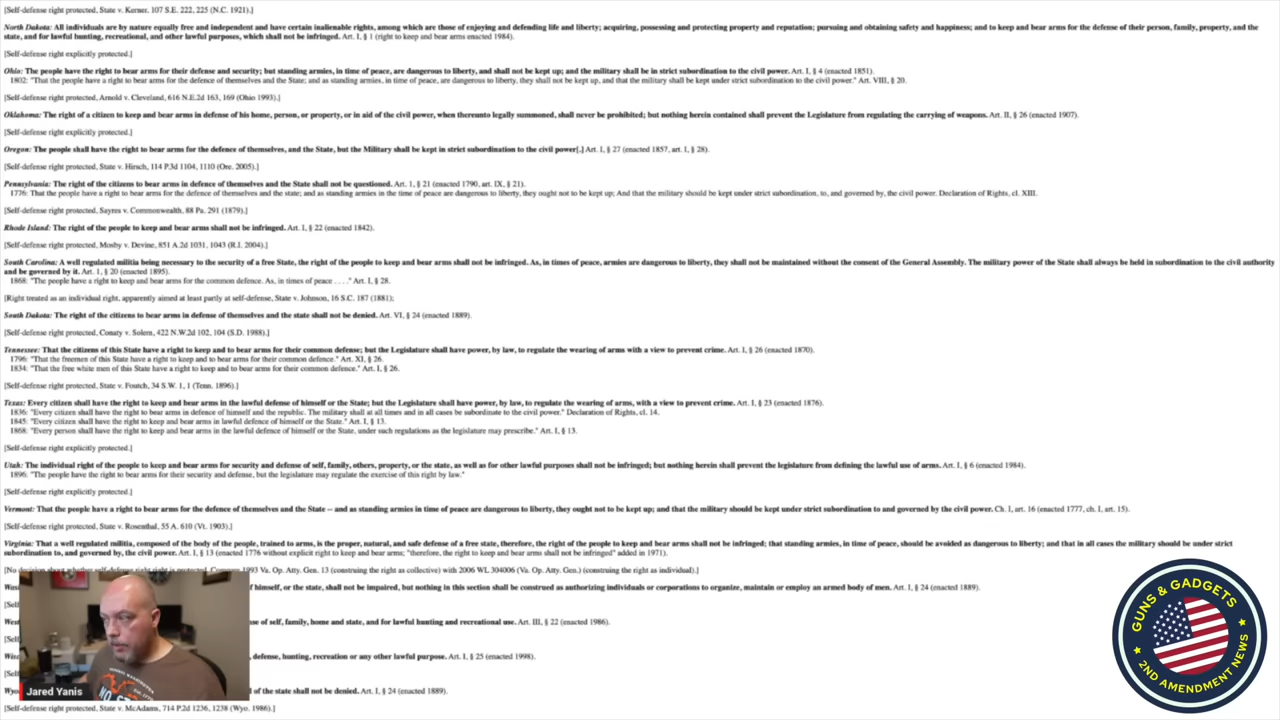 [Self-defense right protected, State v. Kerner, 107 S.E. 222, 225 (N.C. 1921).]
North Dakota: All individuals are by nature equally free and independent and have certain inalienable rights, among which are those of enjoying and defending life and liberty; acquiring, possessing and protecting property and reputation; pursuing and obtaining safety and happiness; and to keep and bear arms for the defense of their person, family, property, and the
state, and for lawful hunting, recreational, and other lawful purposes, which shall not be infringed. Art. I, § 1 (right to keep and bear arms enacted 1984).
[Self-defense right explicitly protected.]
Ohio: The people have the right to bear arms for their defense and security; but standing armies, in time of peace, are dangerous to liberty, and shall not be kept up; and the military shall be in strict subordination to the civil power. Art. I, § 4 (enacted 1851).
1802: "That the people have a right to bear arms for the defence of themselves and the State; and as standing armies, in time of peace, are dangerous to liberty, they shall not be kept up, and that the military shall be kept under strict subordination to the civil power." Art. VIII, § 20.
[Self-defense right protected, Arnold v. Cleveland, 616 N.E.2d 163, 169 (Ohio 1993).]
Oklahoma: The right of a citizen to keep and bear arms in defense of his home, person, or property, or in aid of the civil power, when thereunto legally summoned, shall never be prohibited; but nothing herein contained shall prevent the Legislature from regulating the carrying of weapons. Art. II, § 26 (enacted 1907).
[Self-defense right explicitly protected.]
Oregon: The people shall have the right to bear arms for the defence of themselves, and the State, but the Military shall be kept in strict subordination to the civil power[.] Art. I, § 27 (enacted 1857, art. I, § 28).
[Self-defense right protected, State v. Hirsch, 114 P.3d 1104, 1110 (Ore. 2005).]
Pennsylvania: The right of the citizens to bear arms in defence of themselves and the State shall not be questioned. Art. 1, § 21 (enacted 1790, art. IX, § 21).
1776: That the people have a right to bear arms for the defence of themselves and the state; and as standing armies in the time of peace are dangerous to liberty, they ought not to be kept up; And that the military should be kept under strict subordination, to, and governed by, the civil power. Declaration of Rights, cl. XIII.
[Self-defense right protected, Sayres v. Commonwealth, 88 Pa. 291 (1879).]
Rhode Island: The right of the people to keep and bear arms shall not be infringed. Art. I, § 22 (enacted 1842).
[Self-defense right protected, Mosby v. Devine, 851 A.2d 1031, 1043 (R.I. 2004).]
South Carolina: A well regulated militia being necessary to the security of a free State, the right of the people to keep and bear arms shall not be infringed. As, in times of peace, armies are dangerous to liberty, they shall not be maintained without the consent of the General Assembly. The military power of the State shall always be held in subordination to the civil authority
and be governed by it. Art. 1, § 20 (enacted 1895).
1868: "The people have a right to keep and bear arms for the common defence. As, in times of peace . . . ." Art. I, § 28.
[Right treated as an individual right, apparently aimed at least partly at self-defense, State v. Johnson, 16 S.C. 187 (1881);
South Dakota: The right of the citizens to bear arms in defense of themselves and the state shall not be denied. Art. VI, § 24 (enacted 1889).
[Self-defense right protected, Conaty v. Solem, 422 N.W.2d 102, 104 (S.D. 1988).]
Tennessee: That the citizens of this State have a right to keep and to bear arms for their common defense; but the Legislature shall have power, by law, to regulate the wearing of arms with a view to prevent crime. Art. I, § 26 (enacted 1870).
1796: "That the freemen of this State have a right to keep and to bear arms for their common defence." Art. XI, § 26.
1834: "That the free white men of this State have a right to keep and to bear arms for their common defence." Art. I, § 26.
[Self-defense right protected, State v. Foutch, 34 S.W. 1, 1 (Tenn. 1896).]
Texas: Every citizen shall have the right to keep and bear arms in the lawful defense of himself or the State; but the Legislature shall have power, by law, to regulate the wearing of arms, with a view to prevent crime. Art. I, § 23 (enacted 1876).
1836: "Every citizen shall have the right to bear arms in defence of himself and the republic. The military shall at all times and in all cases be subordinate to the civil power." Declaration of Rights, cl. 14.
1845: "Every citizen shall have the right to keep and bear arms in lawful defence of himself or the State." Art. I, § 13.
1868: "Every person shall have the right to keep and bear arms in the lawful defence of himself or the State, under such regulations as the legislature may prescribe." Art. I, § 13.
[Self-defense right explicitly protected.]
Utah: The individual right of the people to keep and bear arms for security and defense of self, family, others, property, or the state, as well as for other lawful purposes shall not be infringed; but nothing herein shall prevent the legislature from defining the lawful use of arms. Art. I, § 6 (enacted 1984).
1896: "The people have the right to bear arms for their security and defense, but the legislature may regulate the exercise of this right by law."
[Self-defense right explicitly protected.]
Vermont: That the people have a right to bear arms for the defence of themselves and the State -- and as standing armies in time of peace are dangerous to liberty, they ought not to be kept up; and that the military should be kept under strict subordination to and governed by the civil power. Ch. I, art. 16 (enacted 1777, ch. I, art. 15).
[Self-defense right protected, State v. Rosenthal, 55 A. 610 (Vt. 1903).]
Virginia: That a well regulated militia, composed of the body of the people, trained to arms, is the proper, natural, and safe defense of a free state, therefore, the right of the people to keep and bear arms shall not be infringed; that standing armies, in time of peace, should be avoided as dangerous to liberty; and that in all cases the military should be under strict
subordination to, and governed by, the civil power. Art. I, § 13 (enacted 1776 without explicit right to keep and bear arms; "therefore, the right to keep and bear arms shall not be infringed" added in 1971).
[No decision about whether self-defense right is protected. Compare 1993 Va. Op. Atty. Gen. 13 (construing the right as collective) with 2006 WL 304006 (Va. Op. Atty. Gen.) (construing the right as individual).]
f himself, or the state, shall not be impaired, but nothing in this section shall be construed as authorizing individuals or corporations to organize, maintain or employ an armed body of men. Art. I, § 24 (enacted 1889).
[Self
West se of self, family, home and state, and for lawful hunting and recreational use. Art. III, § 22 (enacted 1986).
[Self
Wisc , defense, hunting, recreation or any other lawful purpose. Art. I, § 25 (enacted 1998).
[Self
Wyo l of the state shall not be denied. Art. I, § 24 (enacted 1889).
[Self-defense right protected, State v. McAdams, 714 P.2d 1236, 1238 (Wyo. 1986).]
Jared Yanis
GUNS & GADGETS
2ND AMENDMENT NEWS